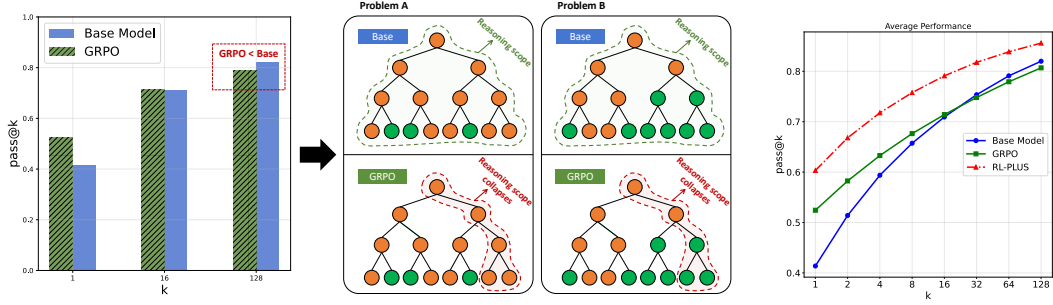 1.0
0.8
0.6
0.4
0.2
0.0
pass@k
1
16
128
k
Base Model
GRPO
GRPO < Base
Problem A
Base
Reasoning scope
GRPO
Reasoning scope
collapses
Problem B
Base
Reasoning scope
GRPO
Reasoning scope
collapses
Average Performance
0.8
0.7
0.6
0.5
0.4
pass@k
1 2 4 8 16 32 64 128
k
Base Model
GRPO
RL-PLUS